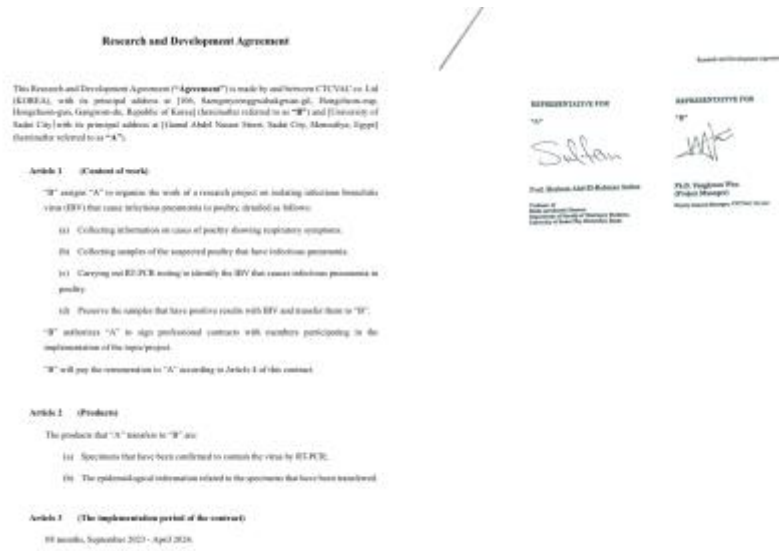 Research and Development Agreement
This Research and Development Agreement ("Agreement") is made by and between CTCVAC co. Ltd
(KOREA), with its principal address at
Hongcheon-gun, Gangwon-do, Republic of Korea] (hereinafter referred to as "B") and [University of
Sadat City] with its principal address at [Gamal Abdel Nasser Street, Sadat City, Menoufiya, Egypt]
(hereinafter referred to as "A").
Article 1 (Content of work)
"B" assigns "A" to organize the work of a research project on isolating infectious bronchitis
virus (IBV) that cause infectious pneumonia in poultry, detailed as follows:
(a) Collecting information on cases of poultry showing respiratory symptoms.
(b) Collecting samples of the suspected poultry that have infectious pneumonia.
(c) Carrying out RT-PCR testing to identify the IBV that causes infectious pneumonia in
poultry.
(d) Preserve the samples that have positive results with IBV and transfer them to "B".
"B" authorizes "A" to sign professional contracts with members participating in the
implementation of the topic/project.
"B" will pay the remuneration to "A" according to Article 4 of this contract.
Article 2 (Products)
The products that "A" transfers to "B" are:
(a) Specimens that have been confirmed to contain the virus by RT-PCR;
(b) The epidemiological information related to the specimens that have been transferred.
Article 3 (The implementation period of the contract)
months, September 2023 - April 2024.
Research and Development Agreement
REPRESENTATIVE FOR
"A"
Sultan
REPRESENTATIVE FOR
"B"
(Project Manager)